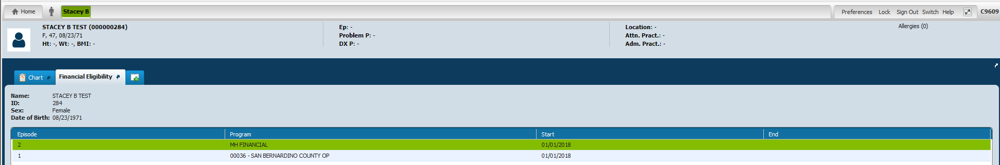 Home Stacey B Preferences Lock Sign Out Switch Help C9609
STACEY B TEST (000000284)
F, 47, 08/23/71
Ht: -, Wt: -, BMI: -
Ep: -
Problem P: -
DX P: -
Location: -
Attn. Pract.: -
Adm. Pract.: -
Allergies (0)
Chart Financial Eligibility
Name: STACEY B TEST
ID: 284
Sex: Female
Date of Birth: 08/23/1971
Episode Program Start End
2 MH FINANCIAL 01/01/2018
1 00036 - SAN BERNARDINO COUNTY OP 01/01/2018